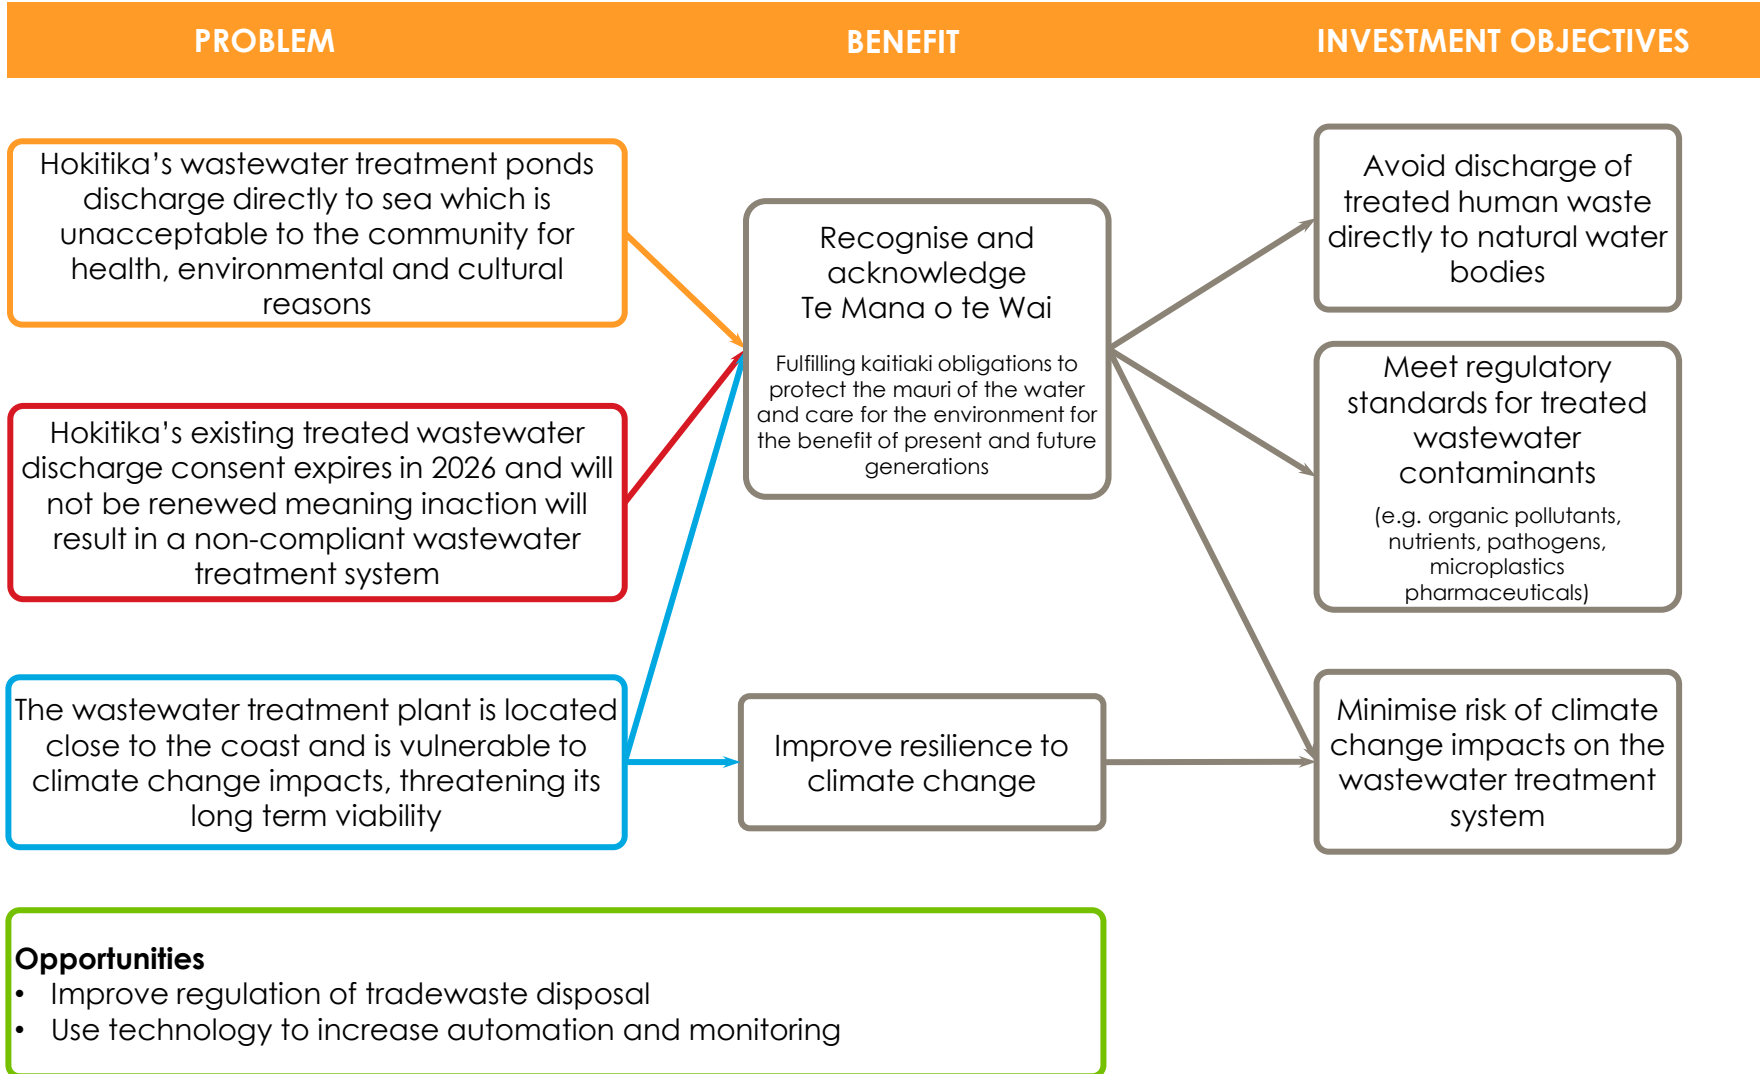 PROBLEM
BENEFIT
INVESTMENT OBJECTIVES
Hokitika’s wastewater treatment ponds
discharge directly to sea which is
unacceptable to the community for
health, environmental and cultural
reasons
Hokitika’s existing treated wastewater
discharge consent expires in 2026 and will
not be renewed meaning inaction will
result in a non-compliant wastewater
treatment system
The wastewater treatment plant is located
close to the coast and is vulnerable to
climate change impacts, threatening its
long term viability
Recognise and
acknowledge
Te Mana o te Wai
Fulfilling kaitiaki obligations to
protect the mauri of the water
and care for the environment for
the benefit of present and future
generations
Improve resilience to
climate change
Avoid discharge of
treated human waste
directly to natural water
bodies
Meet regulatory
standards for treated
wastewater
contaminants
(e.g. organic pollutants,
nutrients, pathogens,
microplastics
pharmaceuticals)
Minimise risk of climate
change impacts on the
wastewater treatment
system
Opportunities
• Improve regulation of tradewaste disposal
• Use technology to increase automation and monitoring